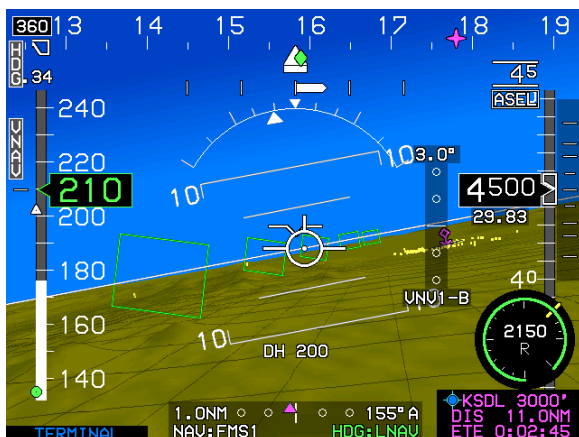 360 13 14 15 16 17 18
HDG
.34
VNAV
45
ASEL
240
220
210
200
180
160
140
10 10
10 10
3.0°
4500
29.83
40
VNV1-B
2150
R
DH 200
1.0NM 155° A
NAV:FMS1 HDG:LNAV
KSDL 3000'
DIS 11.0NM
ETE 0:02:45
TERMINAL